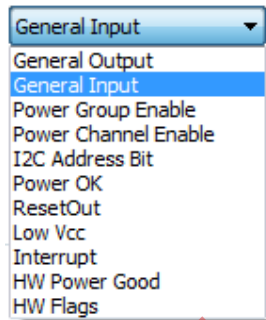 General Input
General Output
General Input
Power Group Enable
Power Channel Enable
I2C Address Bit
Power OK
ResetOut
Low Vcc
Interrupt
HW Power Good
HW Flags